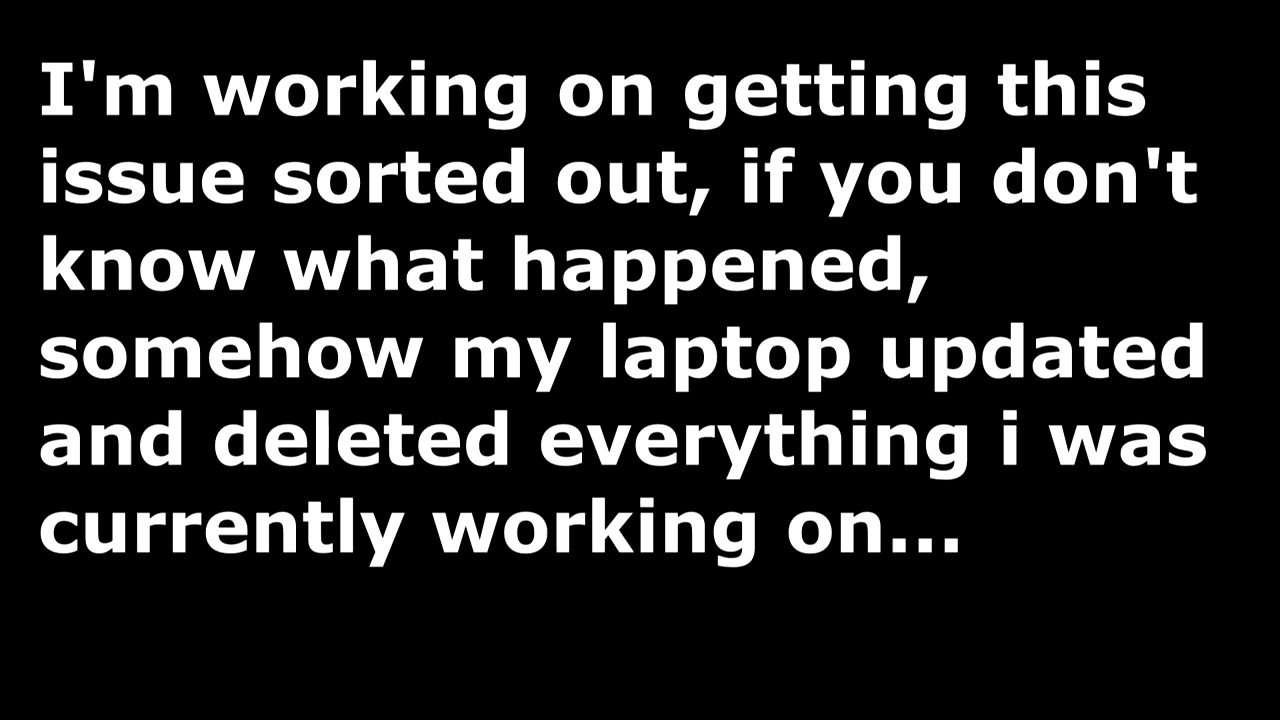 I'm working on getting this
issue sorted out, if you don't
know what happened,
somehow my laptop updated
and deleted everything i was
currently working on...